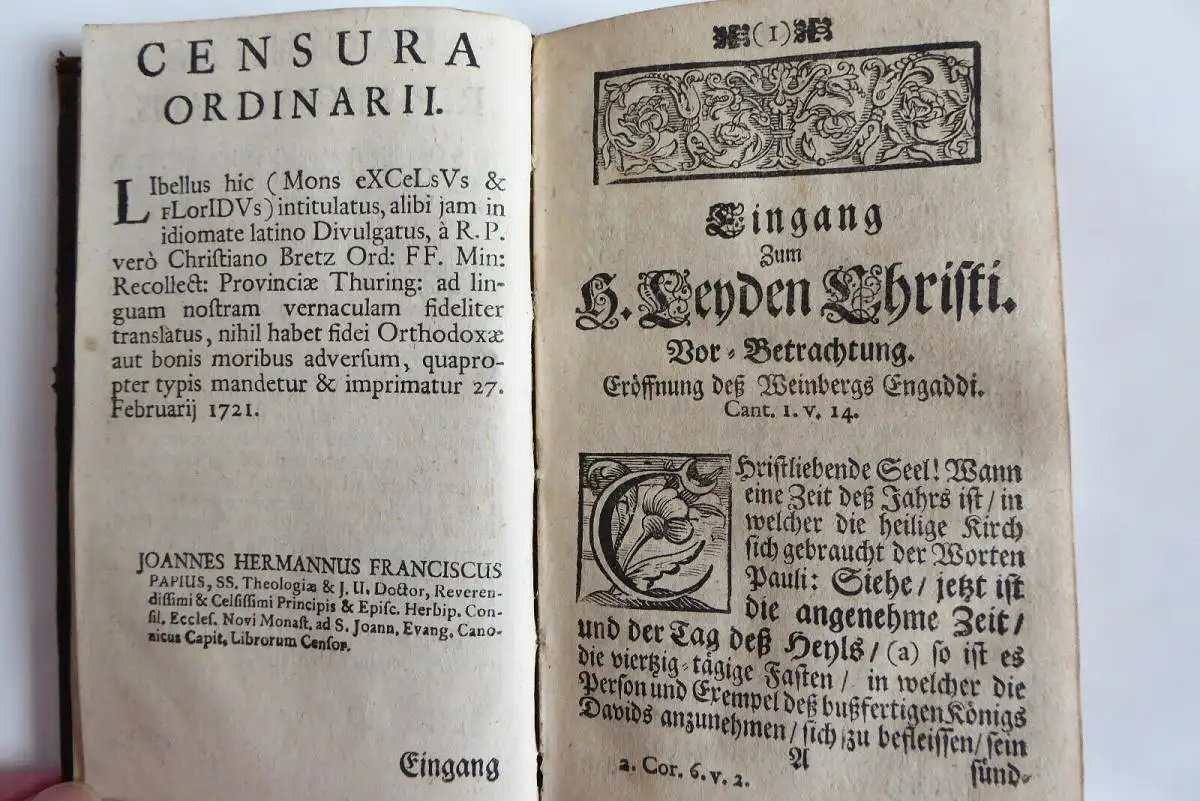 CENSURA
ORDINARII.
LIbellus hic (Mons eXCeLsVs &
fLorIDVs) intitulatus, alibi jam in
idiomate latino Divulgatus, à R. P.
verò Chriſtiano Bretz Ord: FF. Min:
Recollect: Provinciæ Thuring: ad lin-
guam noſtram vernaculam fideliter
translatus, nihil habet fidei Orthodoxæ
aut bonis moribus adverſum, quapro-
pter typis mandetur & imprimatur 27.
Februarij 1721.
JOANNES HERMANNUS FRANCISCUS
PAPIUS, SS. Theologiæ & J. U. Doctor, Reveren-
diſſimi & Celſiſſimi Principis & Epiſc. Herbip. Con-
ſil, Eccleſ. Novi Monaſt. ad S. Joann, Evang, Cano-
nicus Capit, Librorum Cenſor.
Eingang
(1)
Eingang
Zum
H. Leyden Chriſti.
Vor-Betrachtung.
Eröffnung deß Weinbergs Engaddi.
Cant. 1. v. 14.
CHriſtliebende Seel! Wann
eine Zeit deß Jahrs iſt / in
welcher die heilige Kirch
ſich gebraucht der Worten
Pauli: Siehe / jetzt iſt
die angenehme Zeit /
und der Tag deß Heyls / (a) ſo iſt es
die viertzig-tägige Faſten / in welcher die
Perſon und Exempel deß bußfertigen Königs
Davids anzunehmen / ſich zu befleiſſen / ſein
A
ſünd-
a. Cor. 6. v. 2.